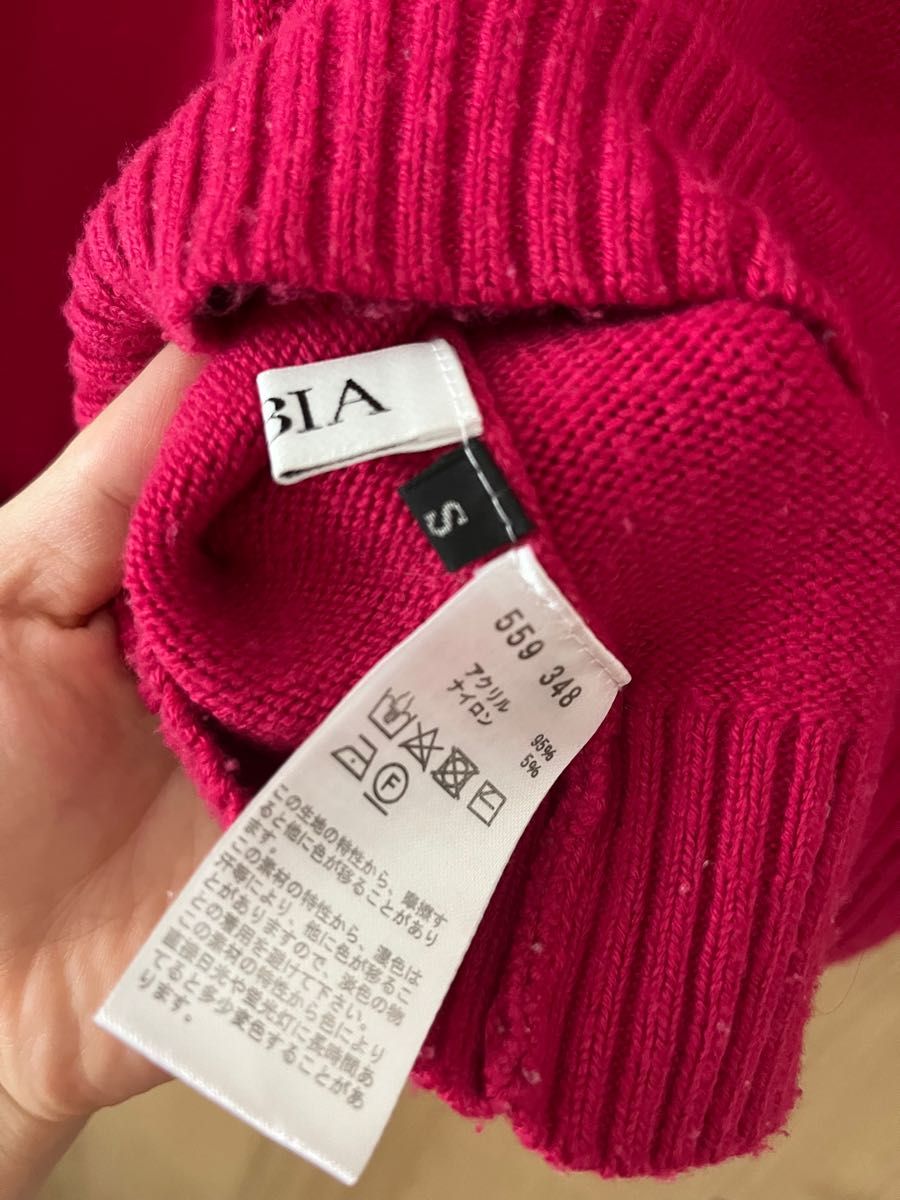 BIA
S
559 348
アクリル 95%
ナイロン 5%
F
この生地の特性から、摩擦す
ると他に色が移ることがあり
ます。
この素材の特性から、濃色は
汗等により、他に色が移るこ
とがありますので、淡色の物
との着用を避けて下さい。
この素材の特性から色により
直接日光や蛍光灯に長時間あ
てると多少変色することがあ
ります。